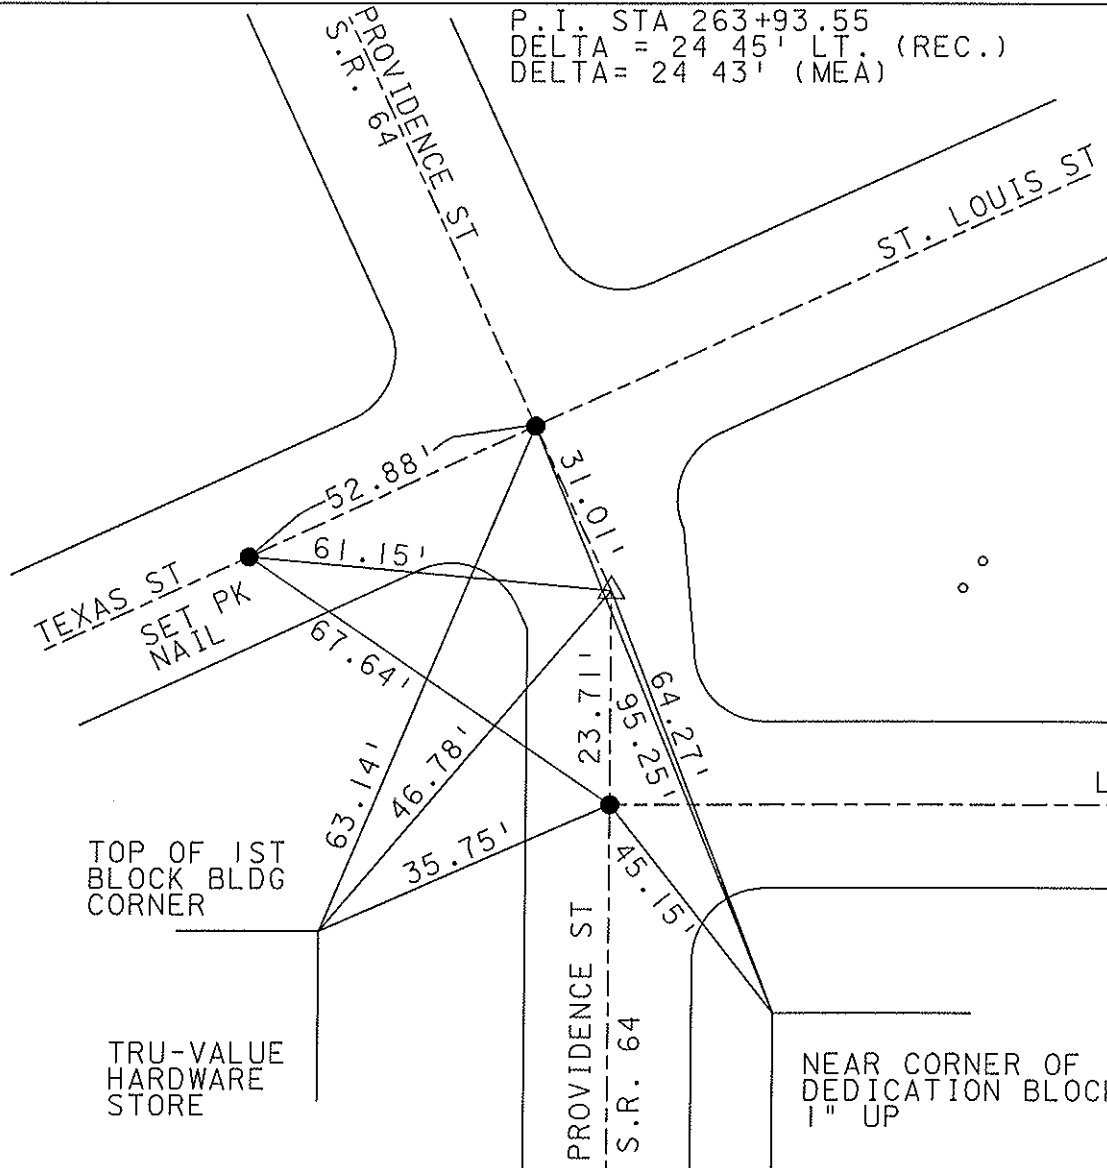 P.I. STA 263+93.55
DELTA = 24 45' LT. (REC.)
DELTA= 24 43' (MEA)
PROVIDENCE ST
S.R. 64
ST. LOUIS ST
52.88'
31.01'
61.15'
TEXAS ST
SET PK
NAIL
67.64'
23.71'
64.27'
95.25'
63.14'
46.78'
35.75'
45.15'
L
TOP OF 1ST
BLOCK BLDG
CORNER
PROVIDENCE ST
S.R. 64
TRU-VALUE
HARDWARE
STORE
NEAR CORNER OF
DEDICATION BLOCK
1" UP